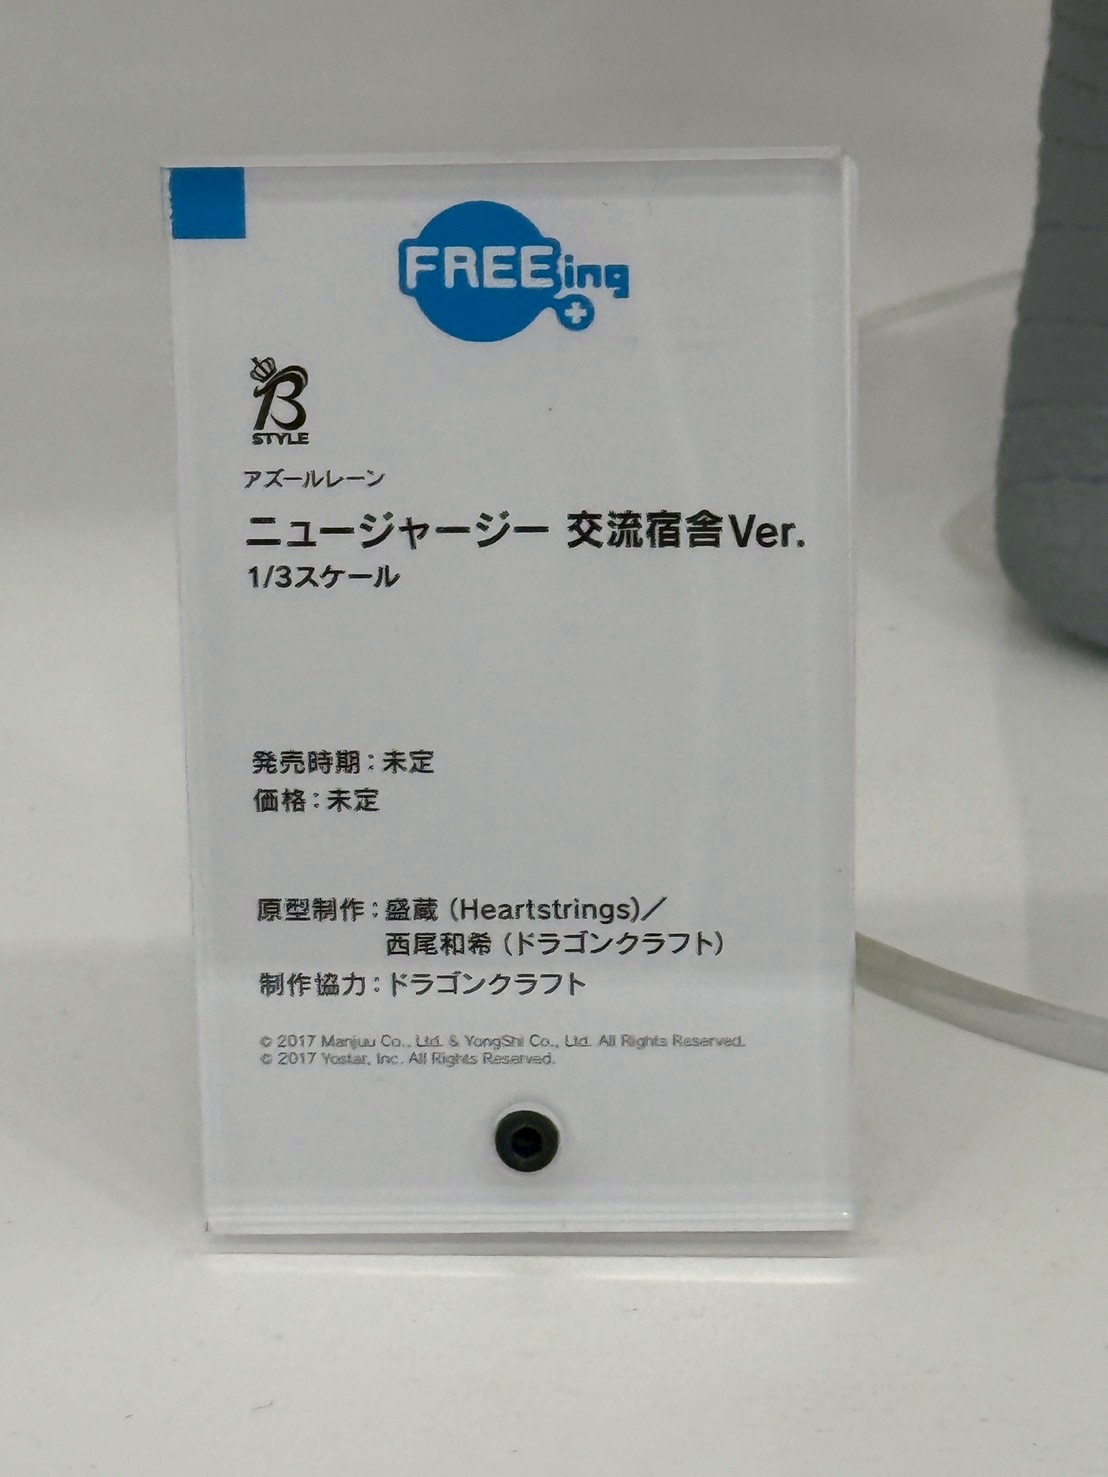 FREEing
B
STYLE
アズールレーン
ニュージャージー 交流宿舎Ver.
1/3スケール
発売時期：未定
価格：未定
原型制作：盛蔵（Heartstrings）／
西尾和希（ドラゴンクラフト）
制作協力：ドラゴンクラフト
© 2017 Manjuu Co., Ltd. & YongShi Co., Ltd. All Rights Reserved.
© 2017 Yostar, Inc. All Rights Reserved.